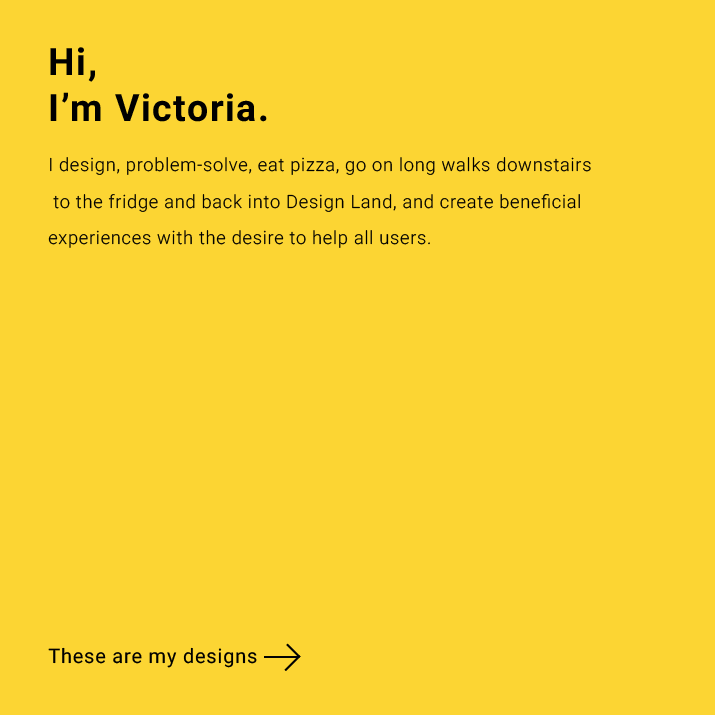 Hi,
I’m Victoria.
I design, problem-solve, eat pizza, go on long walks downstairs
to the fridge and back into Design Land, and create beneficial
experiences with the desire to help all users.
These are my designs